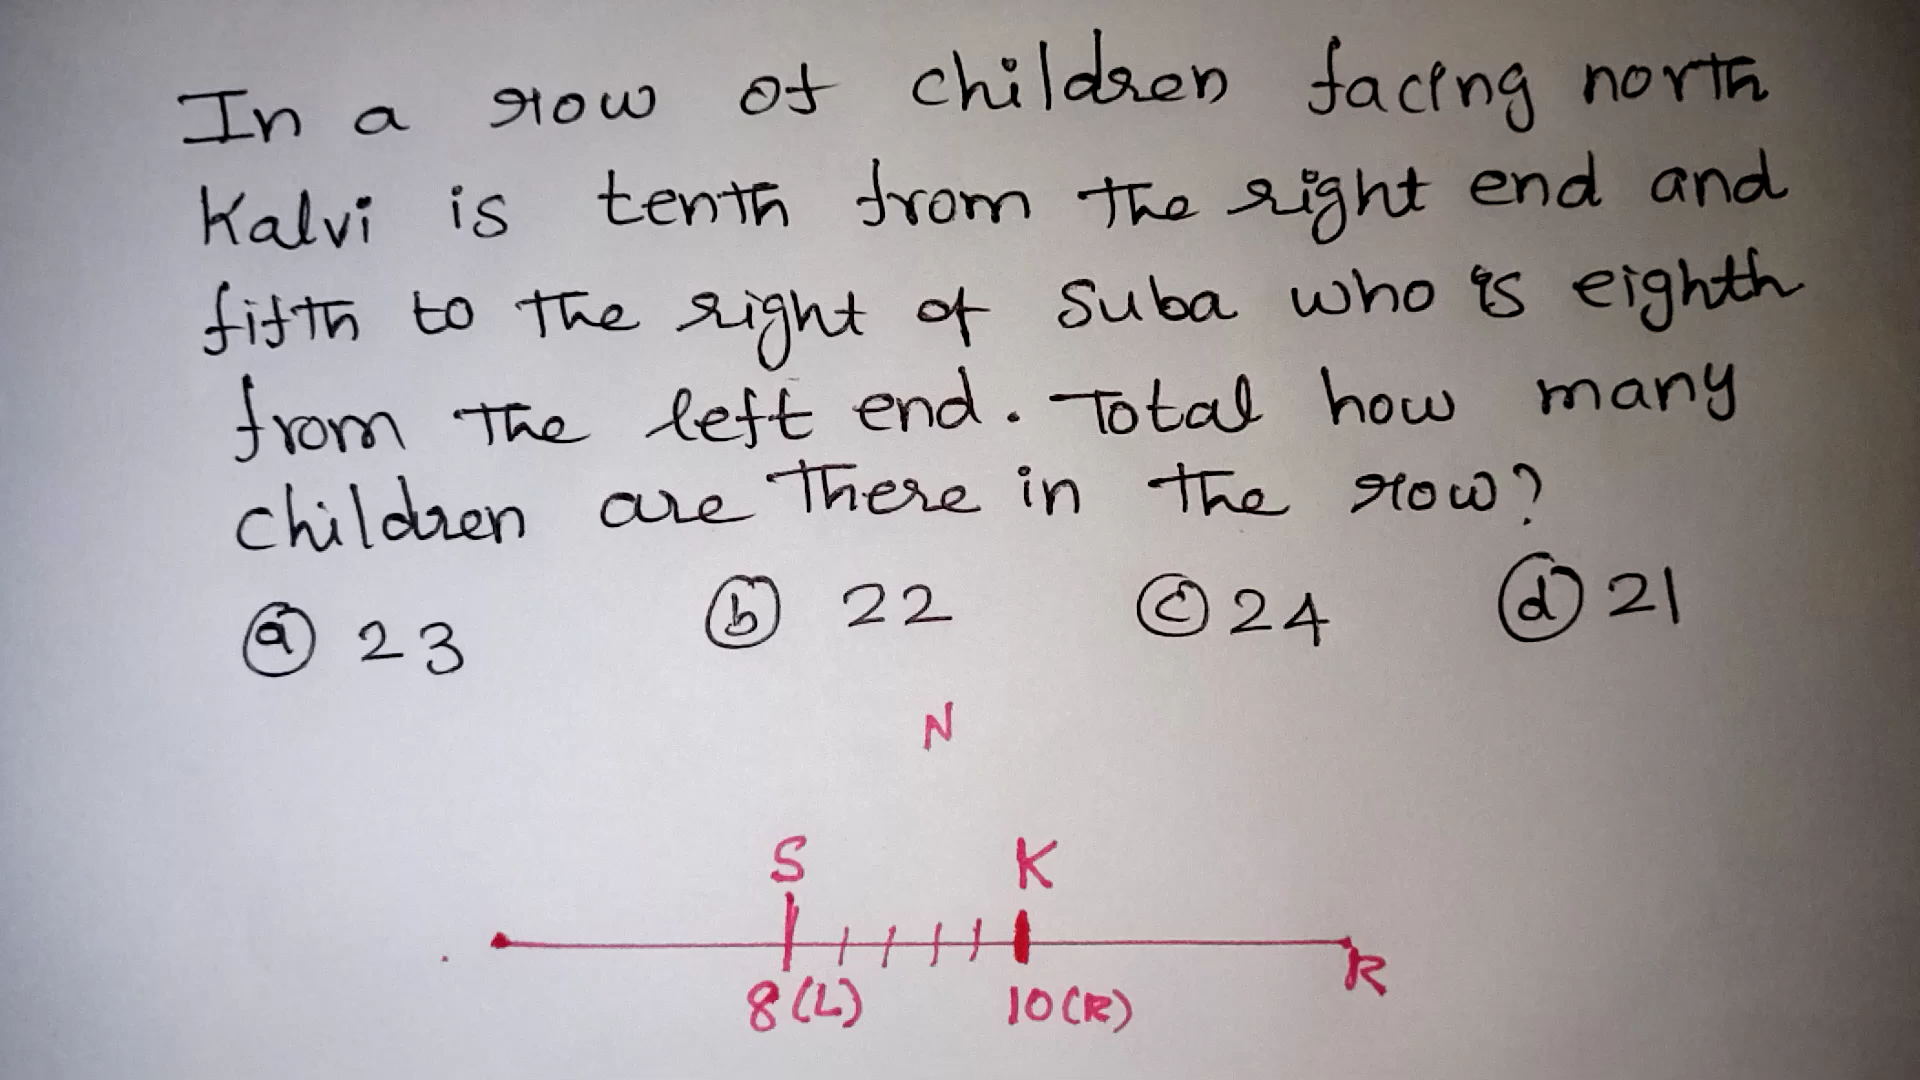 In a row of children facing north
Kalvi is tenth from the right end and
fifth to the right of Suba who is eighth
from the left end. Total how many
children are there in the row?
(a) 23 (b) 22 (c) 24 (d) 21
N
S K
R
8(L) 10(R)